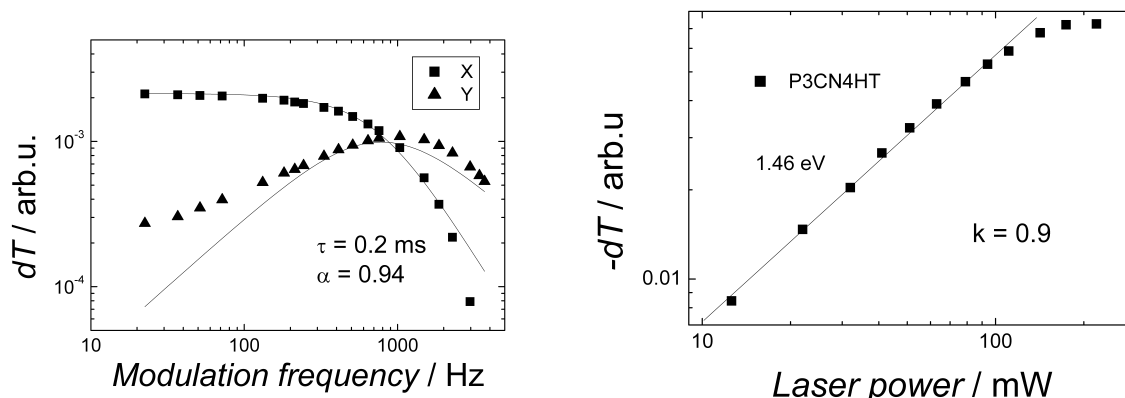 X
Y
10⁻³
10⁻⁴
dT / arb.u.
τ = 0.2 ms
α = 0.94
10 100 1000
Modulation frequency / Hz
P3CN4HT
1.46 eV
k = 0.9
-dT / arb.u
0.01
10 100
Laser power / mW